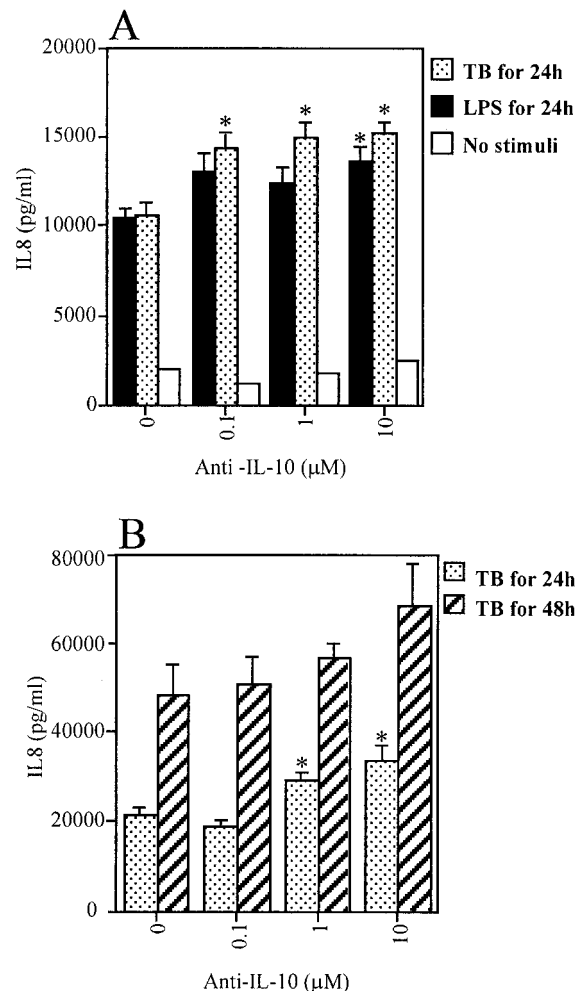 A
20000
15000
10000
5000
0
IL8 (pg/ml)
* * * *
TB for 24h
LPS for 24h
No stimuli
0 0.1 1 10
Anti -IL-10 (μM)
B
80000
60000
40000
20000
0
IL8 (pg/ml)
* *
TB for 24h
TB for 48h
0 0.1 1 10
Anti-IL-10 (μM)